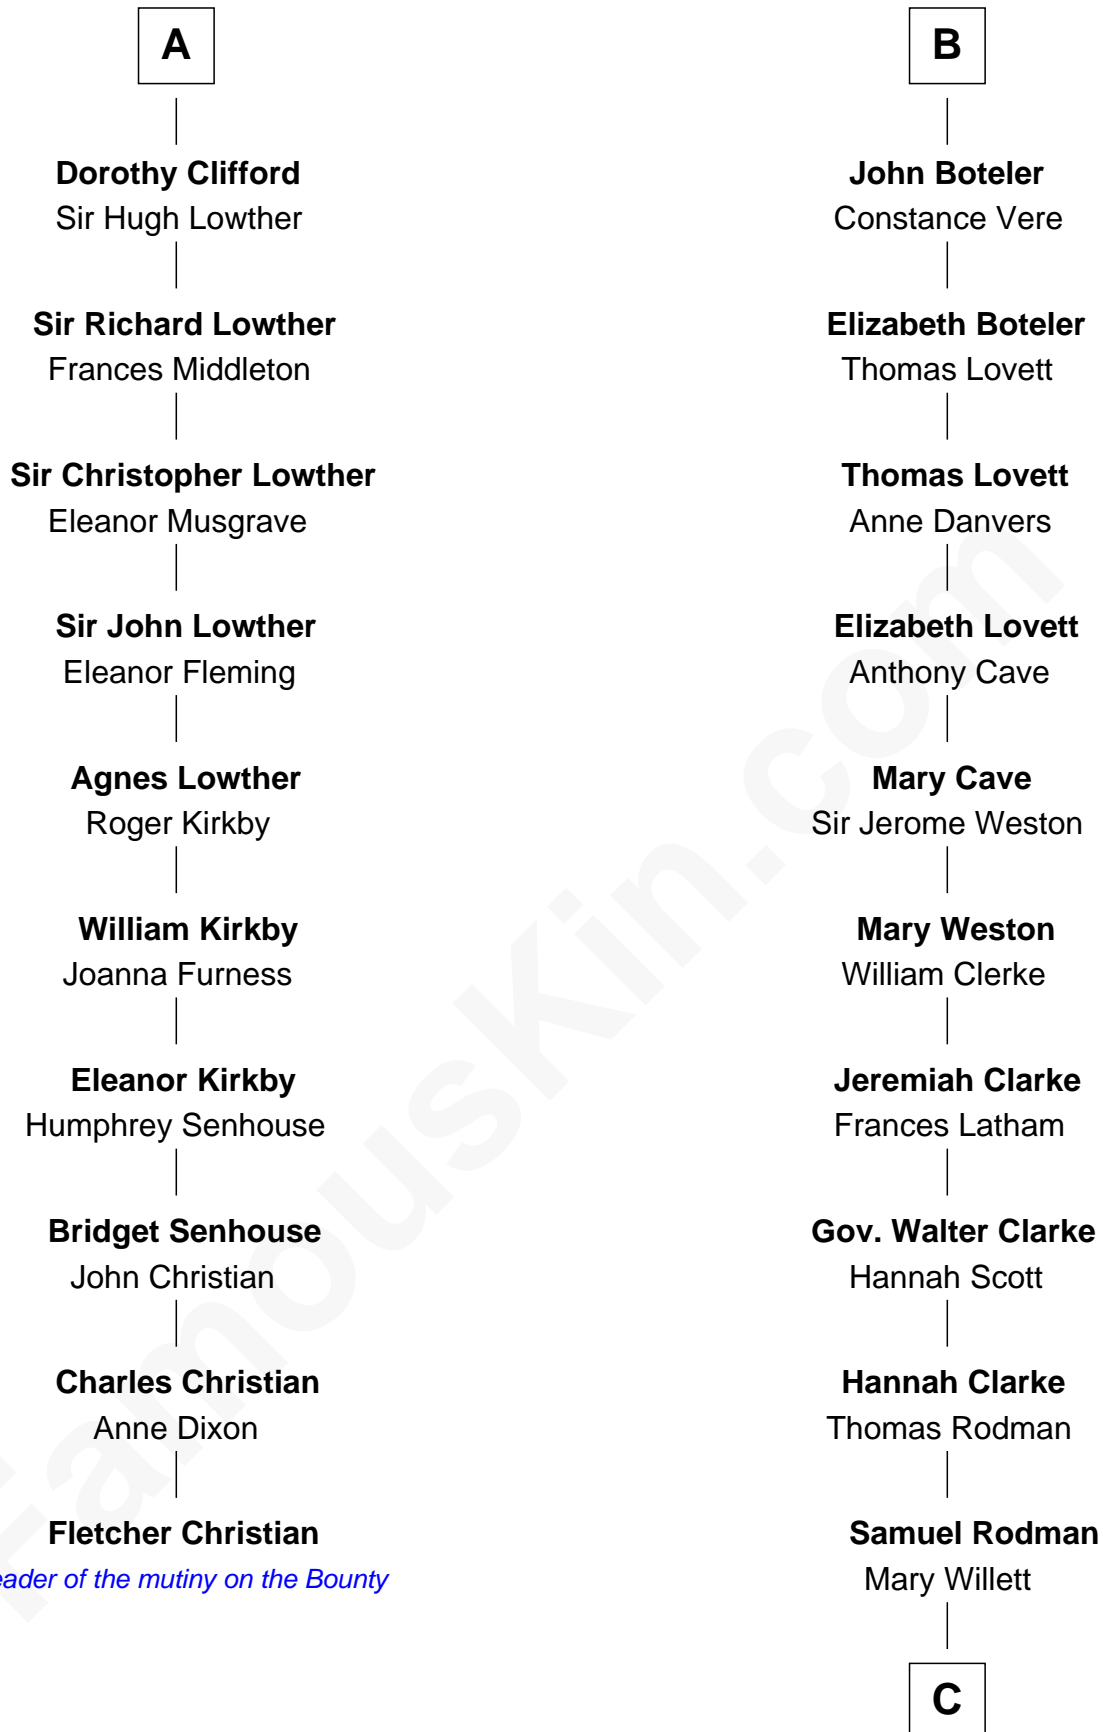 A
Dorothy Clifford
Sir Hugh Lowther
Sir Richard Lowther
Frances Middleton
Sir Christopher Lowther
Eleanor Musgrave
Sir John Lowther
Eleanor Fleming
Agnes Lowther
Roger Kirkby
William Kirkby
Joanna Furness
Eleanor Kirkby
Humphrey Senhouse
Bridget Senhouse
John Christian
Charles Christian
Anne Dixon
Fletcher Christian
eader of the mutiny on the Bounty
B
John Boteler
Constance Vere
Elizabeth Boteler
Thomas Lovett
Thomas Lovett
Anne Danvers
Elizabeth Lovett
Anthony Cave
Mary Cave
Sir Jerome Weston
Mary Weston
William Clerke
Jeremiah Clarke
Frances Latham
Gov. Walter Clarke
Hannah Scott
Hannah Clarke
Thomas Rodman
Samuel Rodman
Mary Willett
C
FamousKin.com